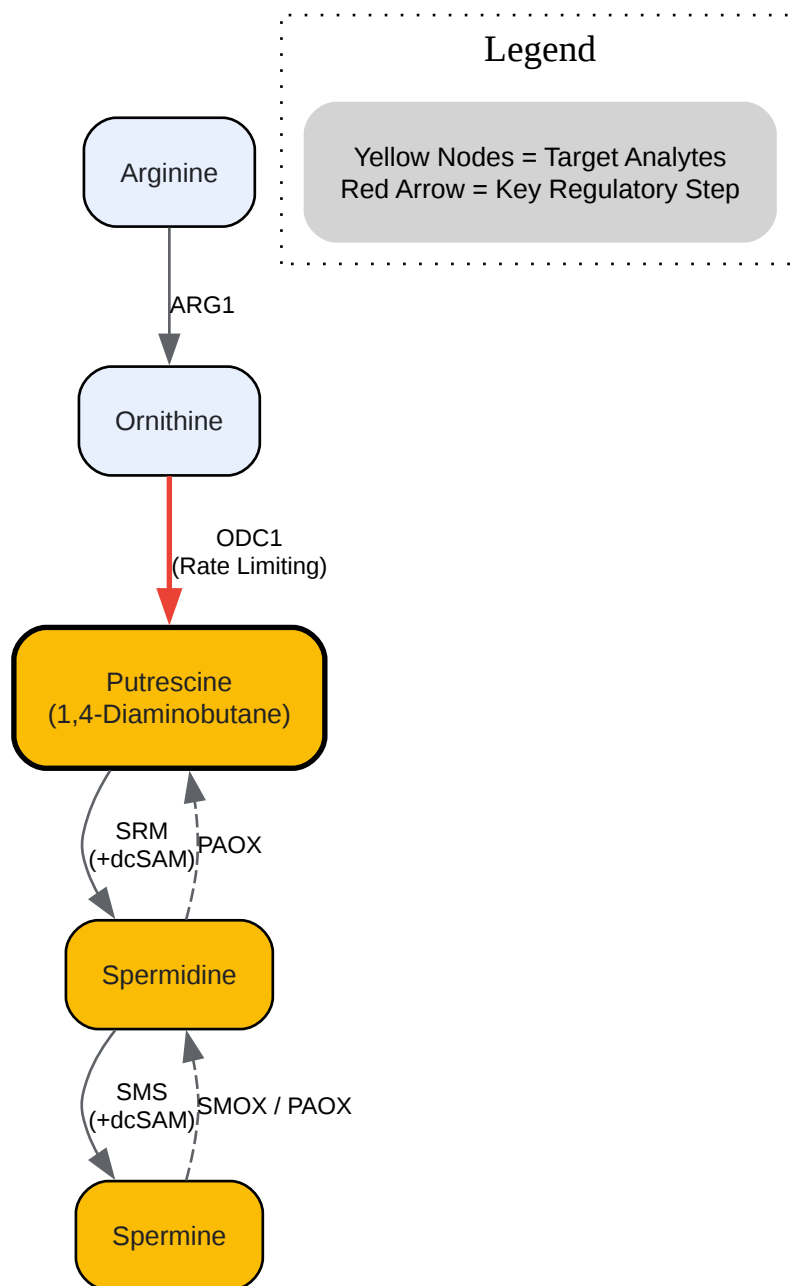 Legend
Yellow Nodes = Target Analytes
Red Arrow = Key Regulatory Step
Arginine
ARG1
Ornithine
ODC1
(Rate Limiting)
Putrescine
(1,4-Diaminobutane)
SRM
(+dcSAM)
PAOX
Spermidine
SMS
(+dcSAM)
SMOX / PAOX
Spermine